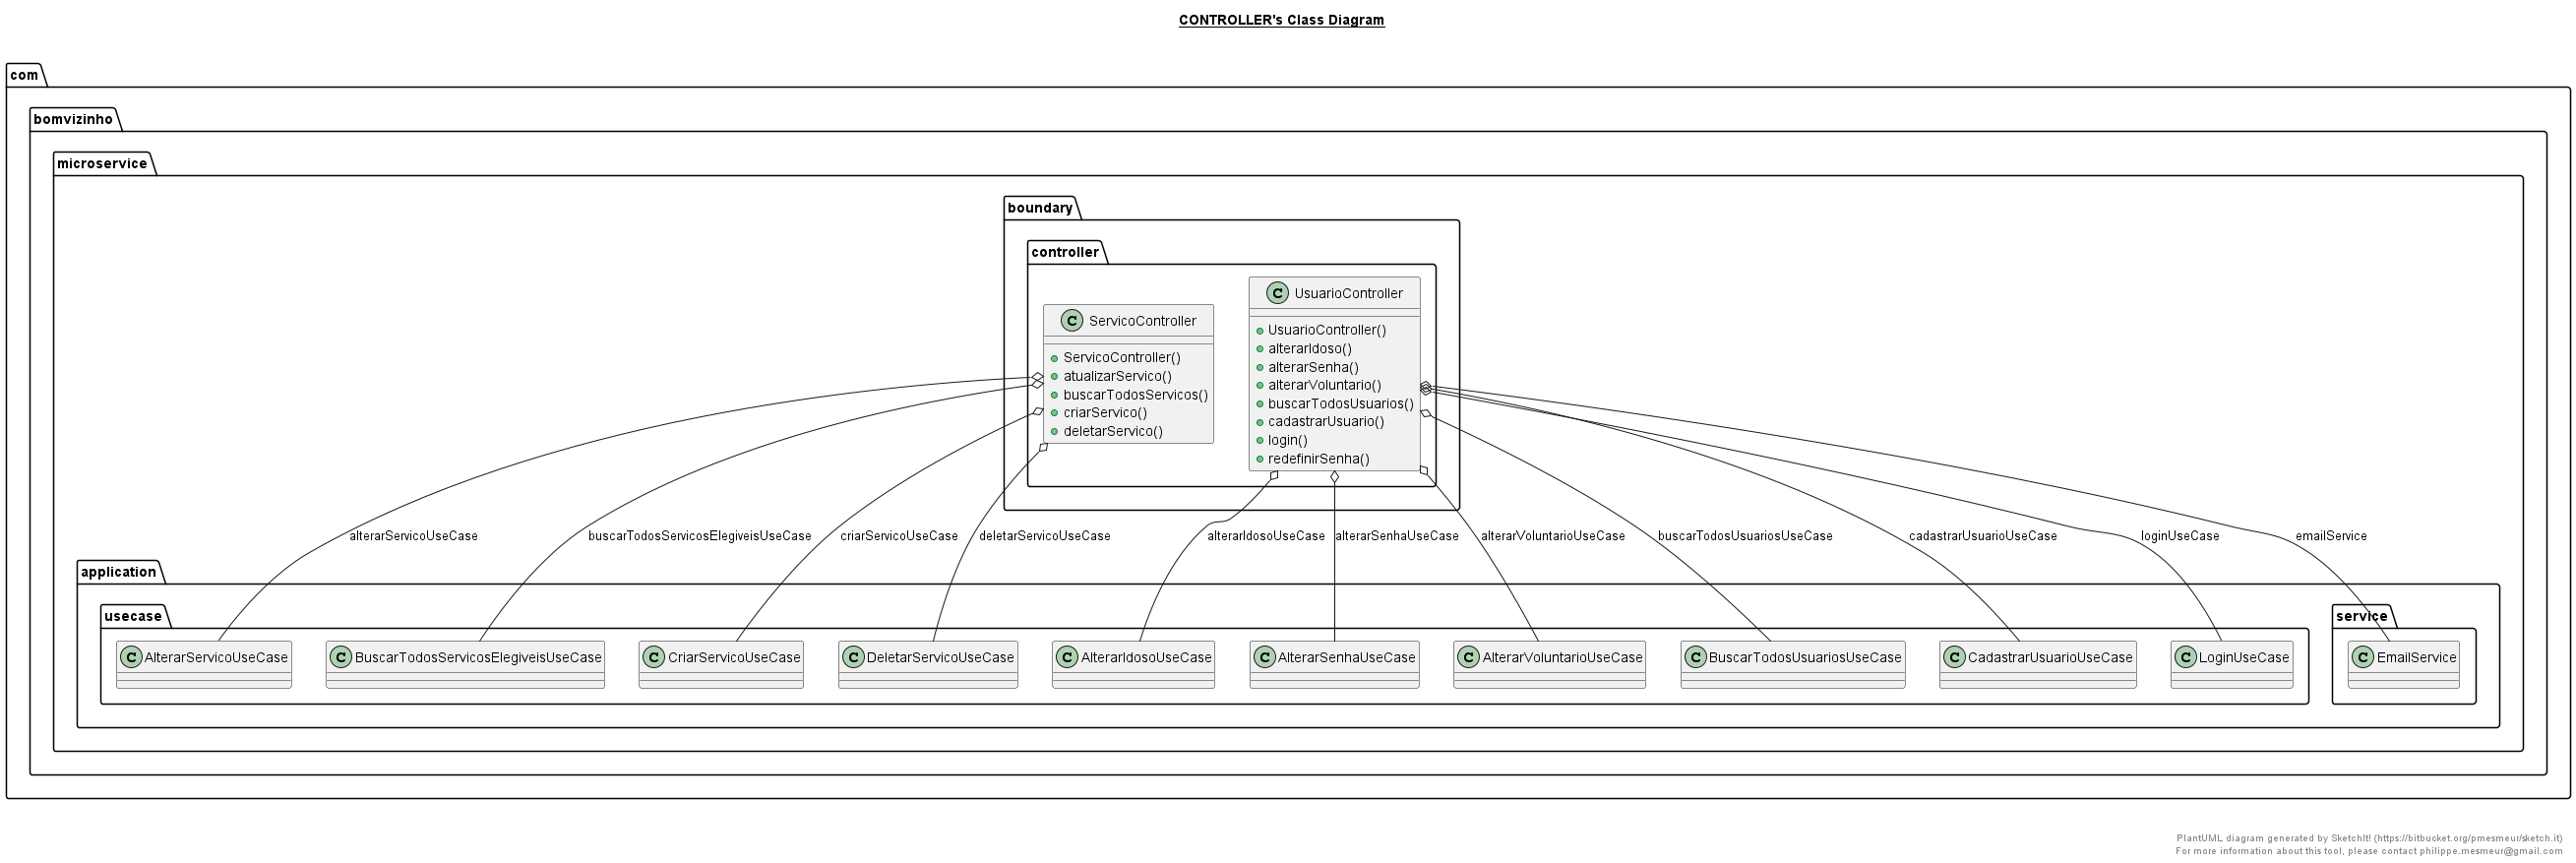 CONTROLLER's Class Diagram
com
bomvizinho
microservice
boundary
controller
ServicoController
ServicoController()
atualizarServico()
buscarTodosServicos()
criarServico()
deletarServico()
UsuarioController
UsuarioController()
alterarIdoso()
alterarSenha()
alterarVoluntario()
buscarTodosUsuarios()
cadastrarUsuario()
login()
redefinirSenha()
alterarServicoUseCase
buscarTodosServicosElegiveisUseCase
criarServicoUseCase
deletarServicoUseCase
alterarIdosoUseCase
alterarSenhaUseCase
alterarVoluntarioUseCase
buscarTodosUsuariosUseCase
cadastrarUsuarioUseCase
loginUseCase
emailService
application
usecase
service
C AlterarServicoUseCase
C BuscarTodosServicosElegiveisUseCase
C CriarServicoUseCase
C DeletarServicoUseCase
C AlterarIdosoUseCase
C AlterarSenhaUseCase
C AlterarVoluntarioUseCase
C BuscarTodosUsuariosUseCase
C CadastrarUsuarioUseCase
C LoginUseCase
C EmailService
PlantUML diagram generated by SketchIt! (https://bitbucket.org/pmesmeur/sketch.it)
For more information about this tool, please contact philippe.mesmeur@gmail.com